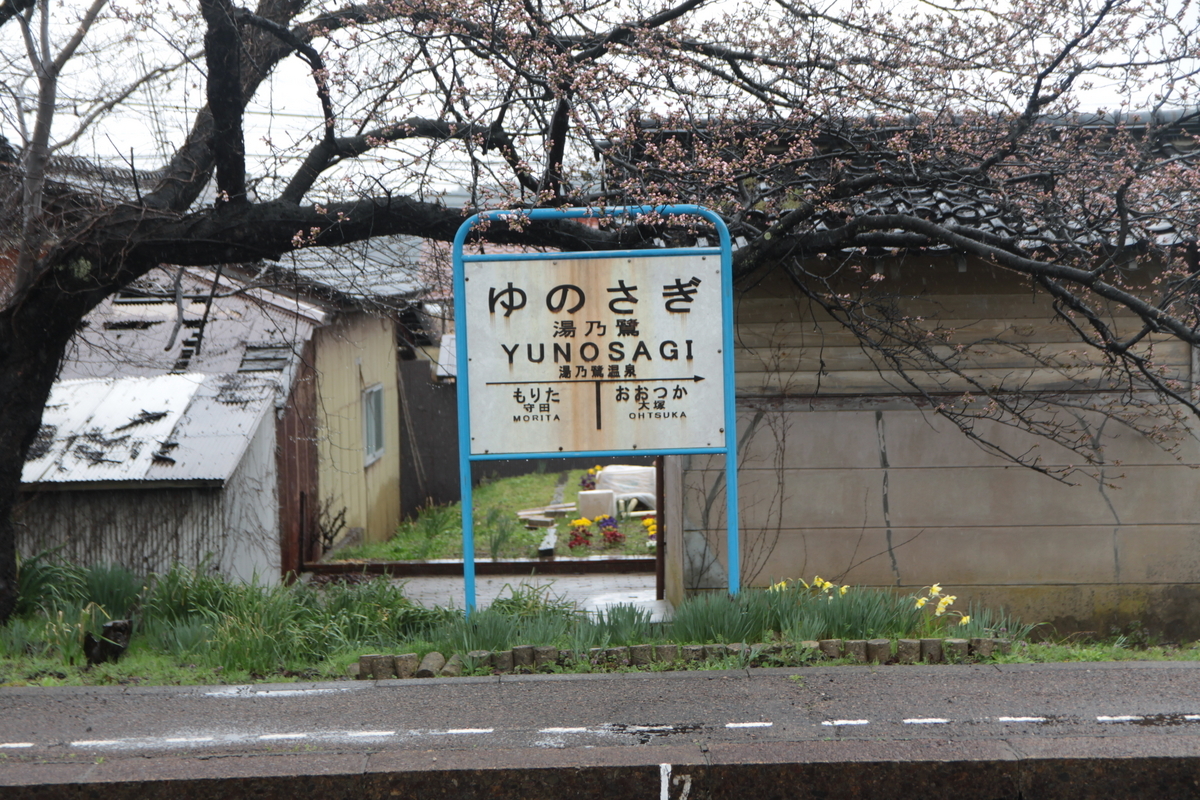 ゆのさぎ
湯乃鷺
YUNOSAGI
湯乃鷺温泉
もりた おおつか
守田 大塚
MORITA OHTSUKA
7